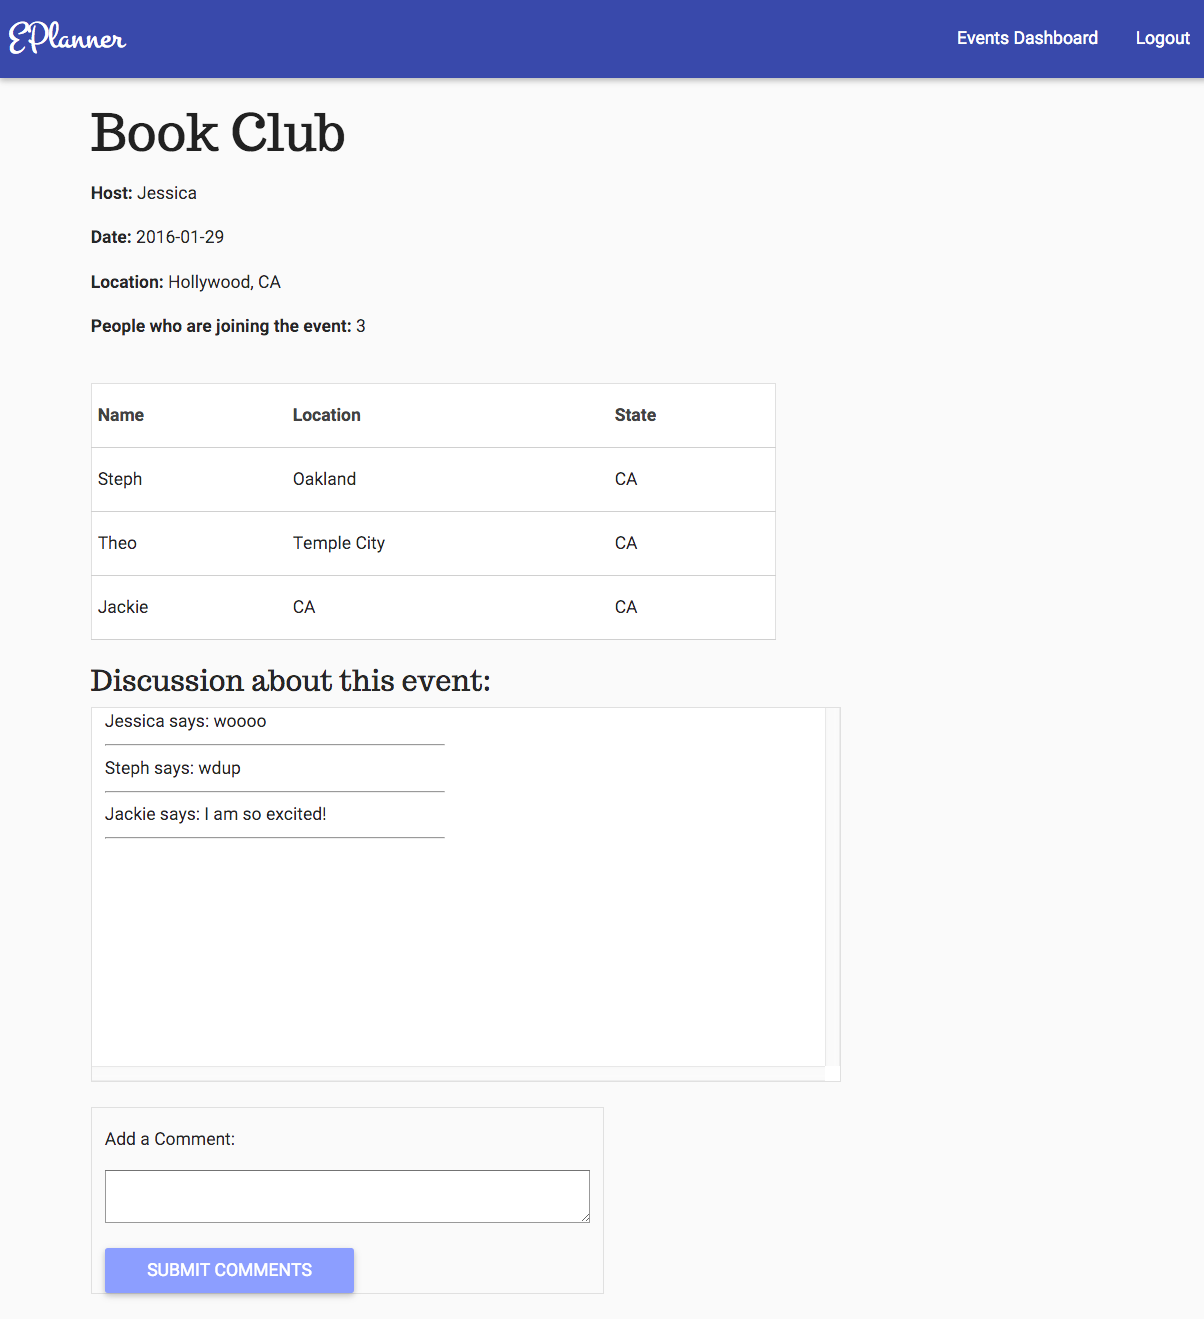 EPlanner
Events Dashboard Logout
Book Club
Host: Jessica
Date: 2016-01-29
Location: Hollywood, CA
People who are joining the event: 3
Name Location State
Steph Oakland CA
Theo Temple City CA
Jackie CA CA
Discussion about this event:
Jessica says: woooo
Steph says: wdup
Jackie says: I am so excited!
Add a Comment:
SUBMIT COMMENTS